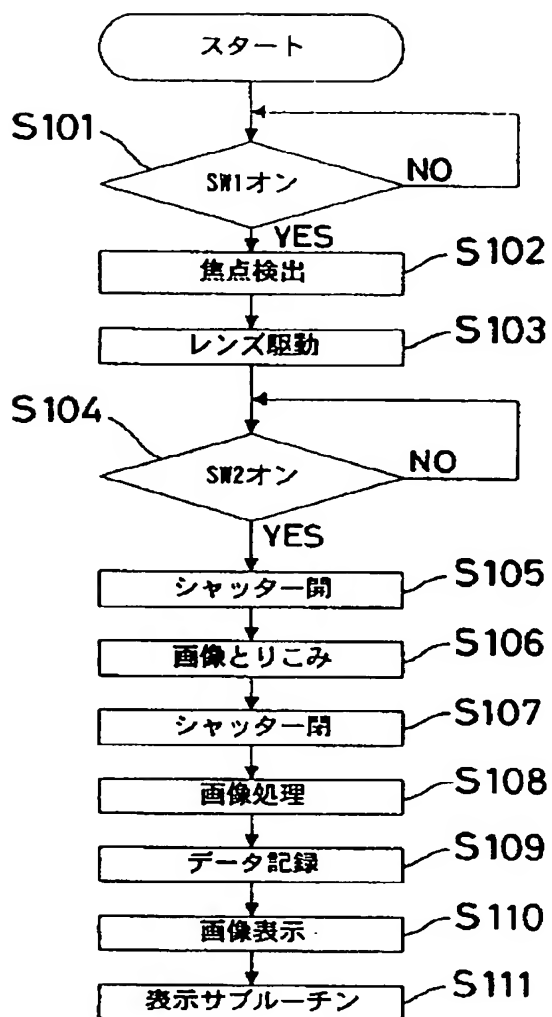 スタート
S101
SW1オン
NO
YES
焦点検出
S102
レンズ駆動
S103
S104
SW2オン
NO
YES
シャッター開
S105
画像とりこみ
S106
シャッター閉
S107
画像処理
S108
データ記録
S109
画像表示
S110
表示サブルーチン
S111